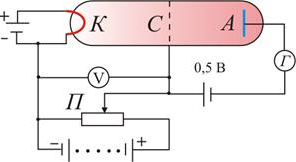 + К С А
-
V 0,5 В Г
П
- +